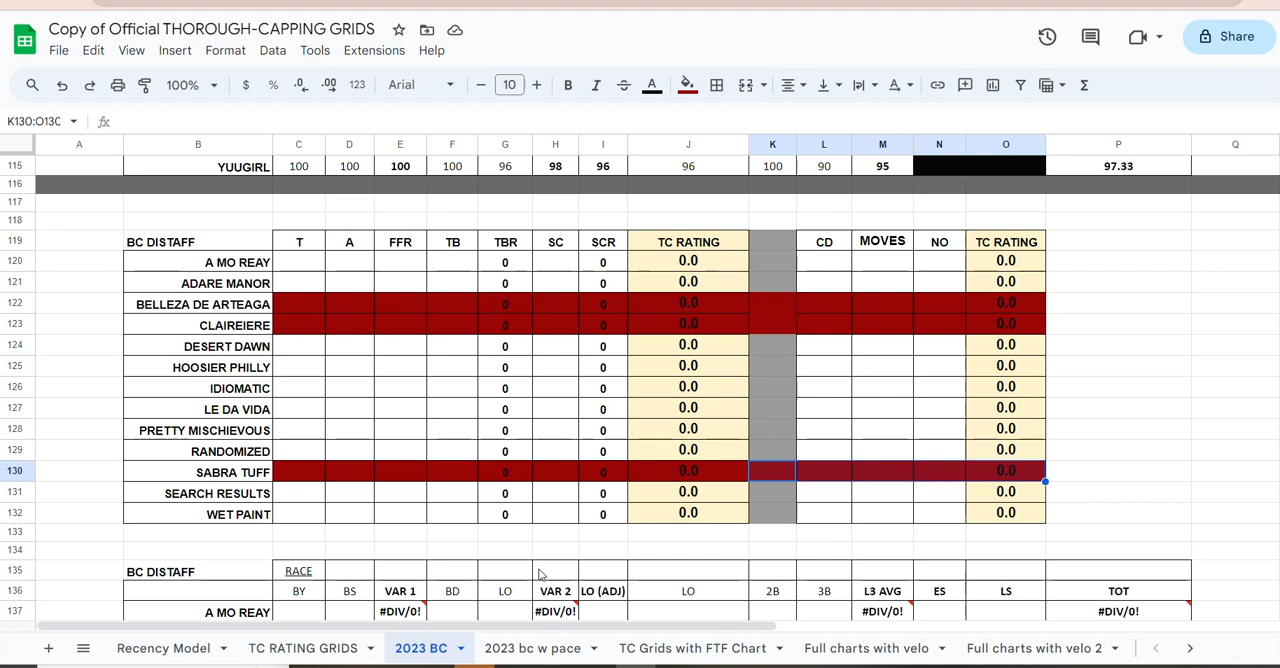 Copy of Official THOROUGH-CAPPING GRIDS
File Edit View Insert Format Data Tools Extensions Help
Share
100% $ % .0 .00 123 Arial − 10 + B I S A A Σ
K130:O130 fx
A B C D E F G H I J K L M N O P Q
115 YUUGIRL 100 100 100 100 96 98 96 96 100 90 95 97.33
116
117
118
119 BC DISTAFF T A FFR TB TBR SC SCR TC RATING CD MOVES NO TC RATING
120 A MO REAY 0 0 0.0 0.0
121 ADARE MANOR 0 0 0.0 0.0
122 BELLEZA DE ARTEAGA 0 0 0.0 0.0
123 CLAIREIERE 0 0 0.0 0.0
124 DESERT DAWN 0 0 0.0 0.0
125 HOOSIER PHILLY 0 0 0.0 0.0
126 IDIOMATIC 0 0 0.0 0.0
127 LE DA VIDA 0 0 0.0 0.0
128 PRETTY MISCHIEVOUS 0 0 0.0 0.0
129 RANDOMIZED 0 0 0.0 0.0
130 SABRA TUFF 0 0 0.0 0.0
131 SEARCH RESULTS 0 0 0.0 0.0
132 WET PAINT 0 0 0.0 0.0
133
134
135 BC DISTAFF RACE
136 BY BS VAR 1 BD LO VAR 2 LO (ADJ) LO 2B 3B L3 AVG ES LS TOT
137 A MO REAY #DIV/0! #DIV/0! #DIV/0! #DIV/0!
+ Recency Model TC RATING GRIDS 2023 BC 2023 bc w pace TC Grids with FTF Chart Full charts with velo Full charts with velo 2